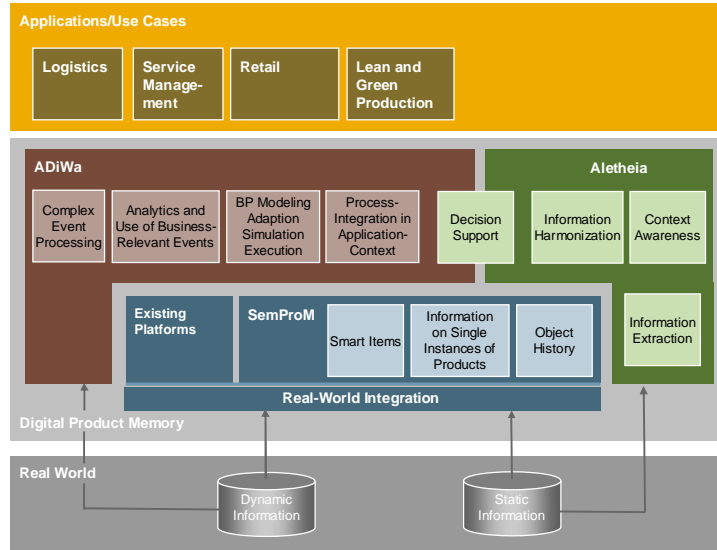 Applications/Use Cases
Logistics
Service
Manage-
ment
Retail
Lean and
Green
Production
ADiWa
Aletheia
Complex
Event
Processing
Analytics and
Use of Business-
Relevant Events
BP Modeling
Adaption
Simulation
Execution
Process-
Integration in
Application-
Context
Decision
Support
Information
Harmonization
Context
Awareness
Existing
Platforms
SemProM
Smart Items
Information
on Single
Instances of
Products
Object
History
Information
Extraction
Real-World Integration
Digital Product Memory
Real World
Dynamic
Information
Static
Information